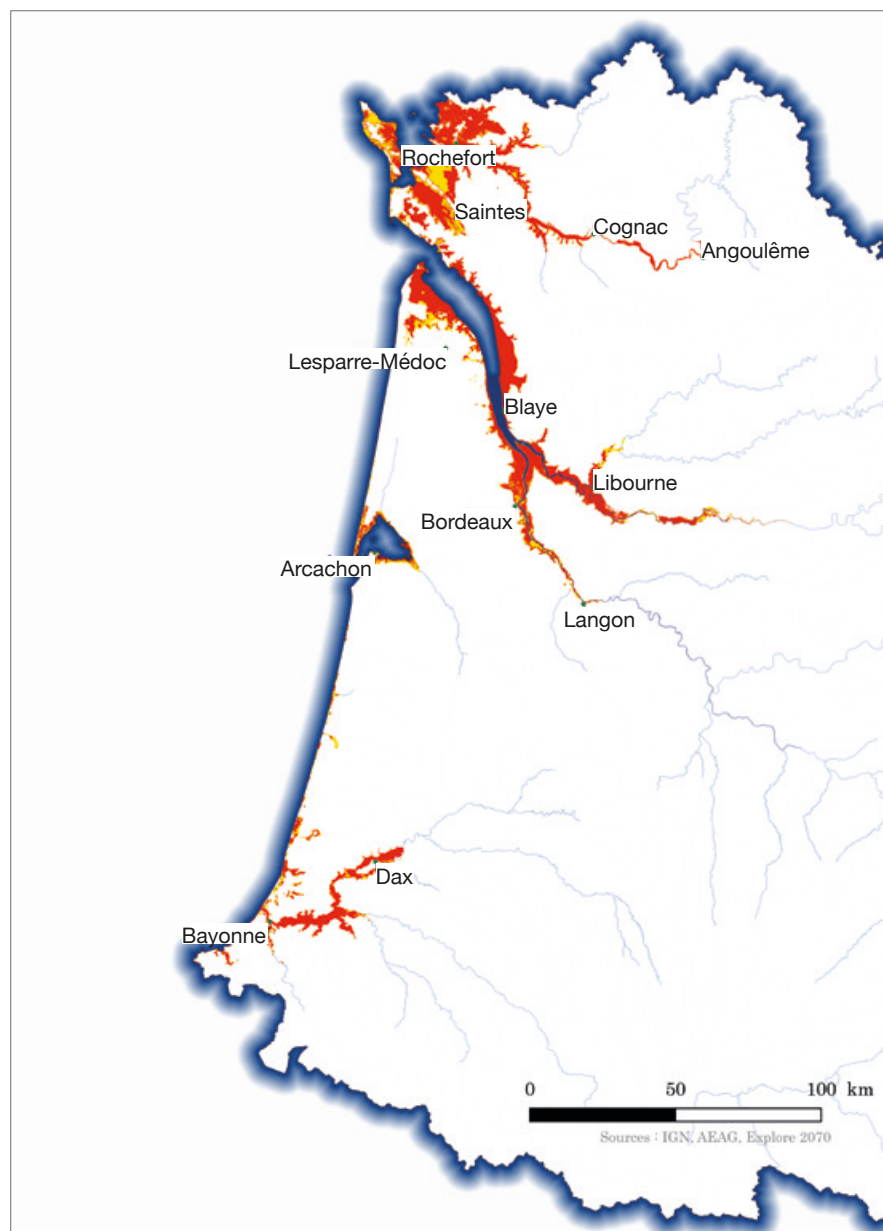 Rochefort
Saintes
Cognac
Angoulême
Lesparre-Médoc
Blaye
Libourne
Bordeaux
Arcachon
Langon
Dax
Bayonne
0 50 100 km
Sources : IGN, AEAG, Explore 2070